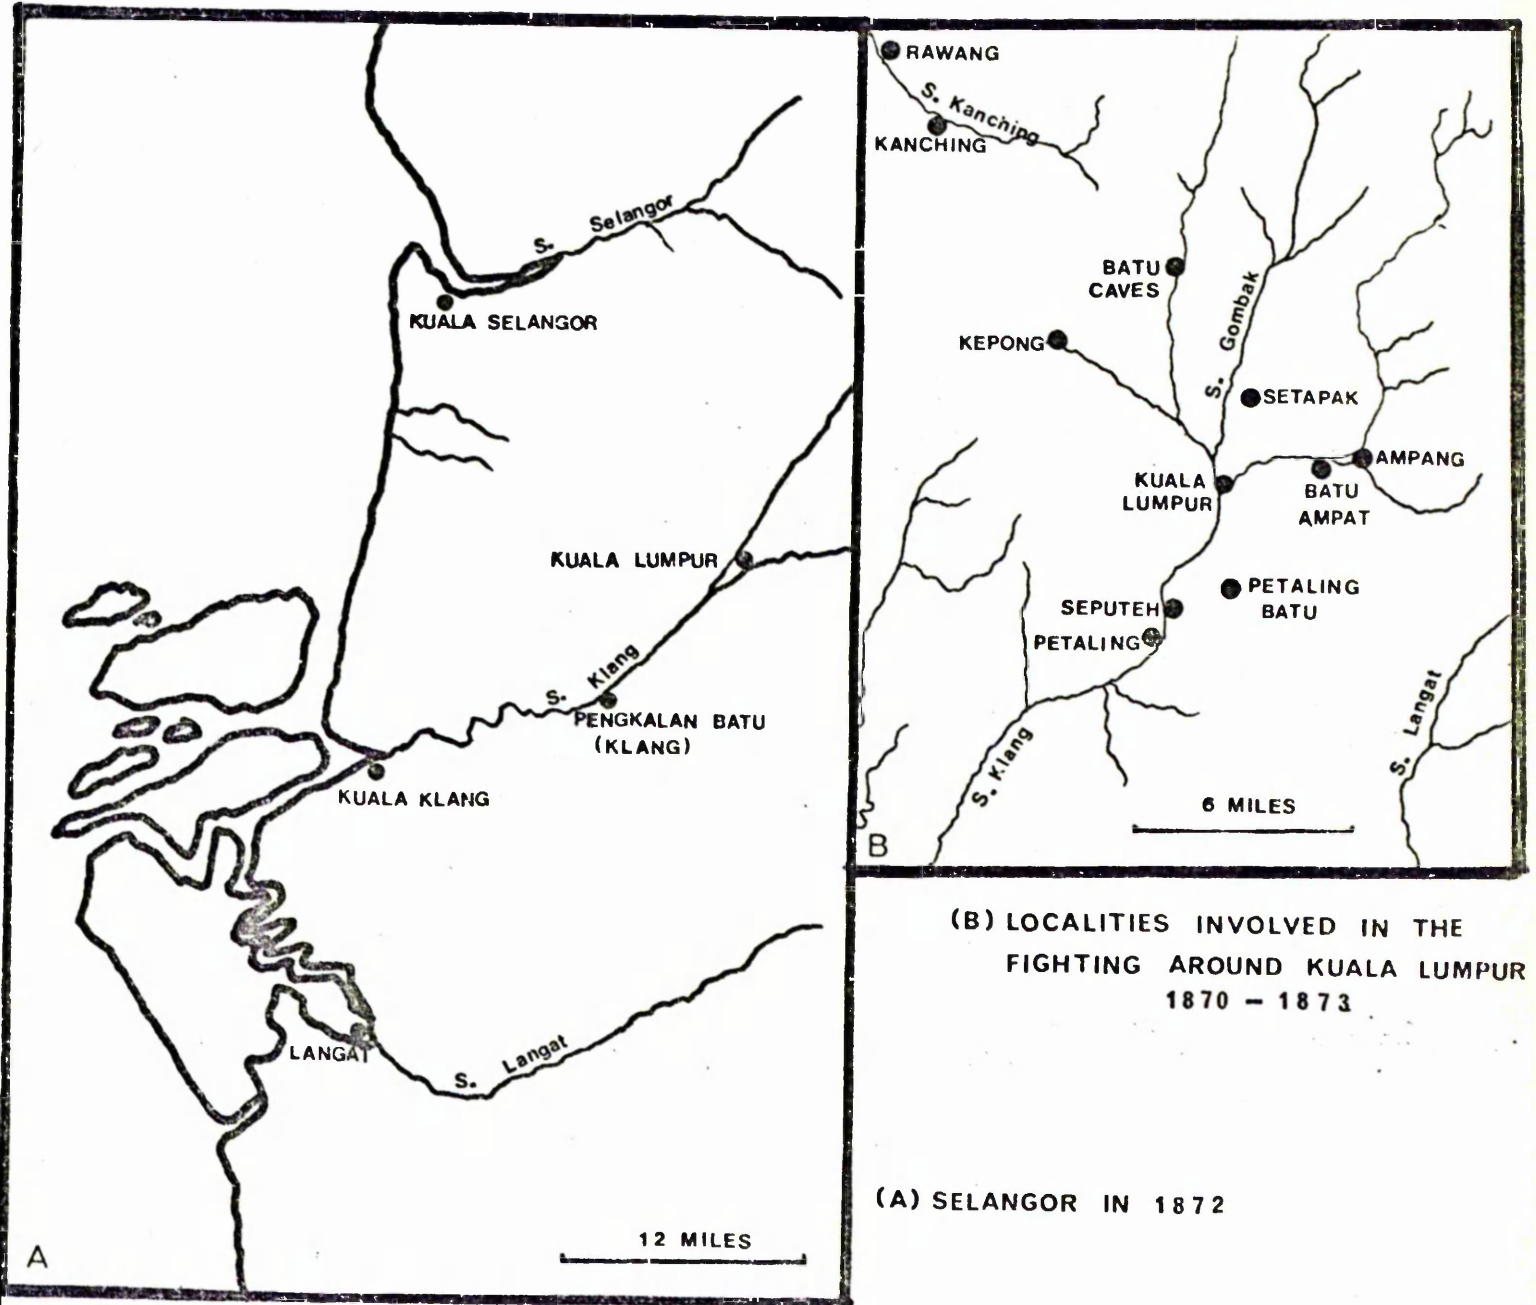 S. Selangor
KUALA SELANGOR
KUALA LUMPUR
S. Klang
PENGKALAN BATU
(KLANG)
KUALA KLANG
LANGAT
S. Langat
12 MILES
A
RAWANG
S. Kanching
KANCHING
BATU
CAVES
S. Gombak
KEPONG
SETAPAK
AMPANG
KUALA
LUMPUR
BATU
AMPAT
PETALING
BATU
SEPUTEH
PETALING
S. Langat
S. Klang
6 MILES
B
(B) LOCALITIES INVOLVED IN THE
FIGHTING AROUND KUALA LUMPUR
1870 - 1873
(A) SELANGOR IN 1872